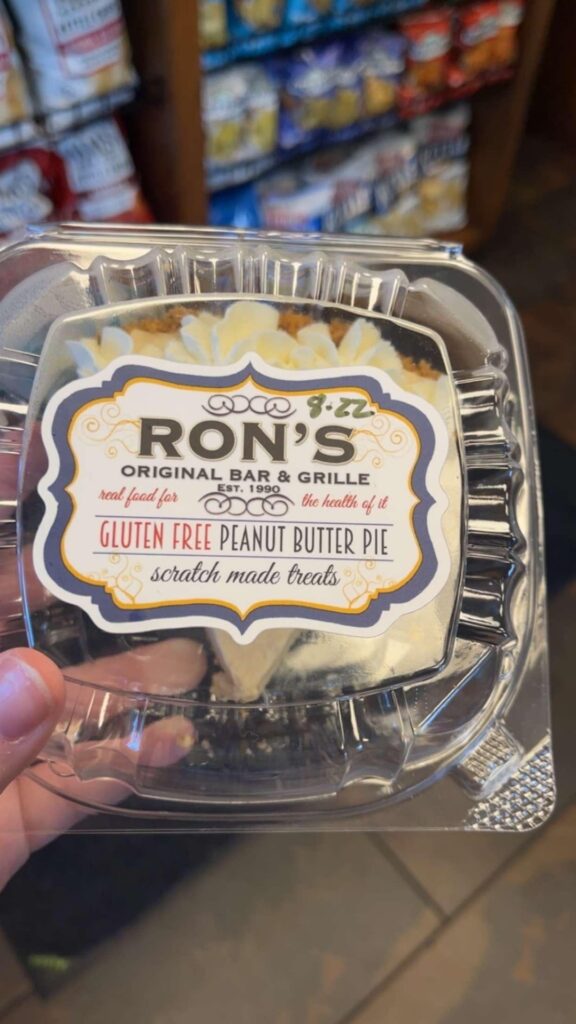 8-22
RON'S
ORIGINAL BAR & GRILLE
EST. 1990
real food for the health of it
GLUTEN FREE PEANUT BUTTER PIE
scratch made treats